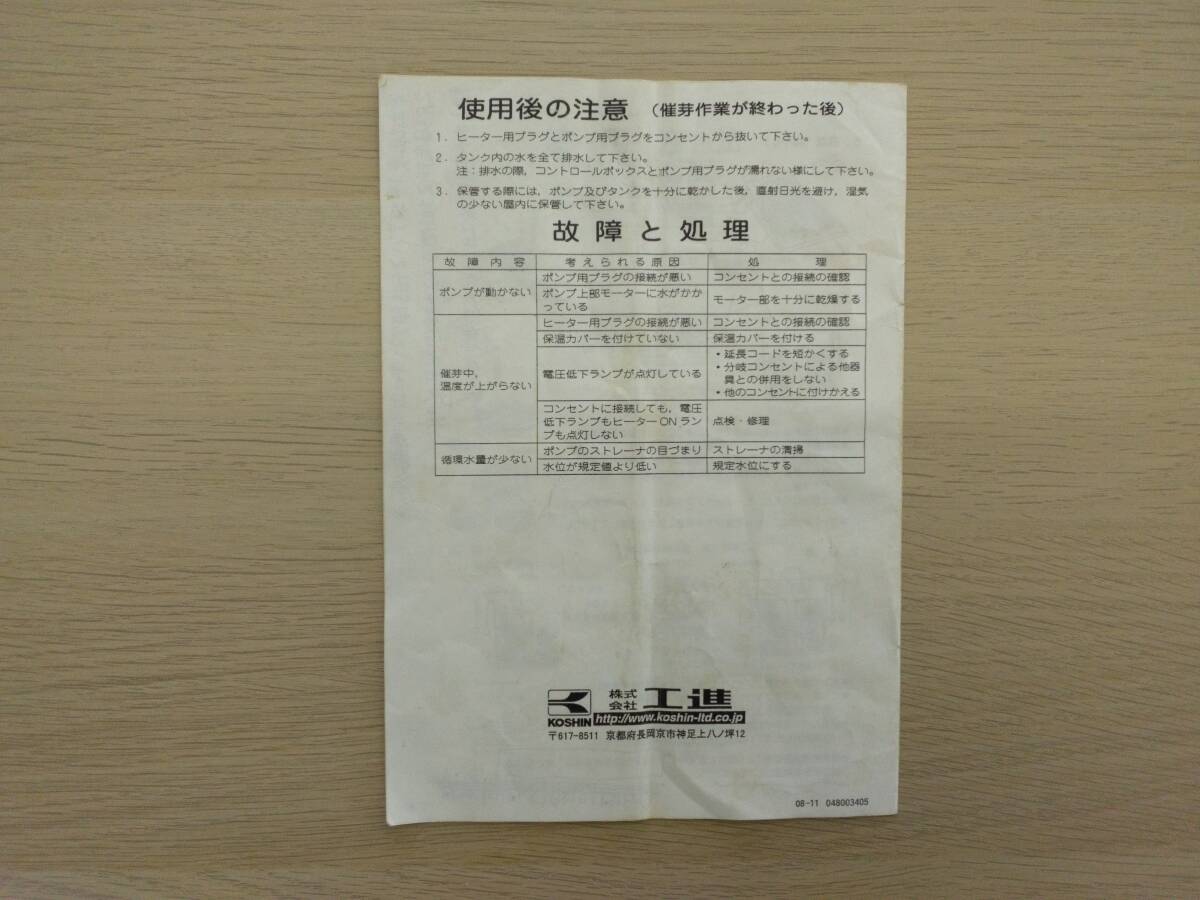 使用後の注意 (催芽作業が終わった後)
1. ヒーター用プラグとポンプ用プラグをコンセントから抜いて下さい。
2. タンク内の水を全て排水して下さい。
注：排水の際，コントロールボックスとポンプ用プラグが濡れない様にして下さい。
3. 保管する際には，ポンプ及びタンクを十分に乾かした後，直射日光を避け，湿気
の少ない屋内に保管して下さい。
故障と処理
故障内容 考えられる原因 処理
ポンプが動かない ポンプ用プラグの接続が悪い コンセントとの接続の確認
ポンプ上部モーターに水がかか
っている モーター部を十分に乾燥する
催芽中，
温度が上がらない ヒーター用プラグの接続が悪い コンセントとの接続の確認
保温カバーを付けていない 保温カバーを付ける
電圧低下ランプが点灯している ・延長コードを短かくする
・分岐コンセントによる他器
具との併用をしない
・他のコンセントに付けかえる
コンセントに接続しても，電圧
低下ランプもヒーターONラン
プも点灯しない 点検・修理
循環水量が少ない ポンプのストレーナの目づまり ストレーナの清掃
水位が規定値より低い 規定水位にする
KOSHIN 株式会社 工進
http://www.koshin-ltd.co.jp
〒617-8511 京都府長岡京市神足上八ノ坪12
08-11 048003405